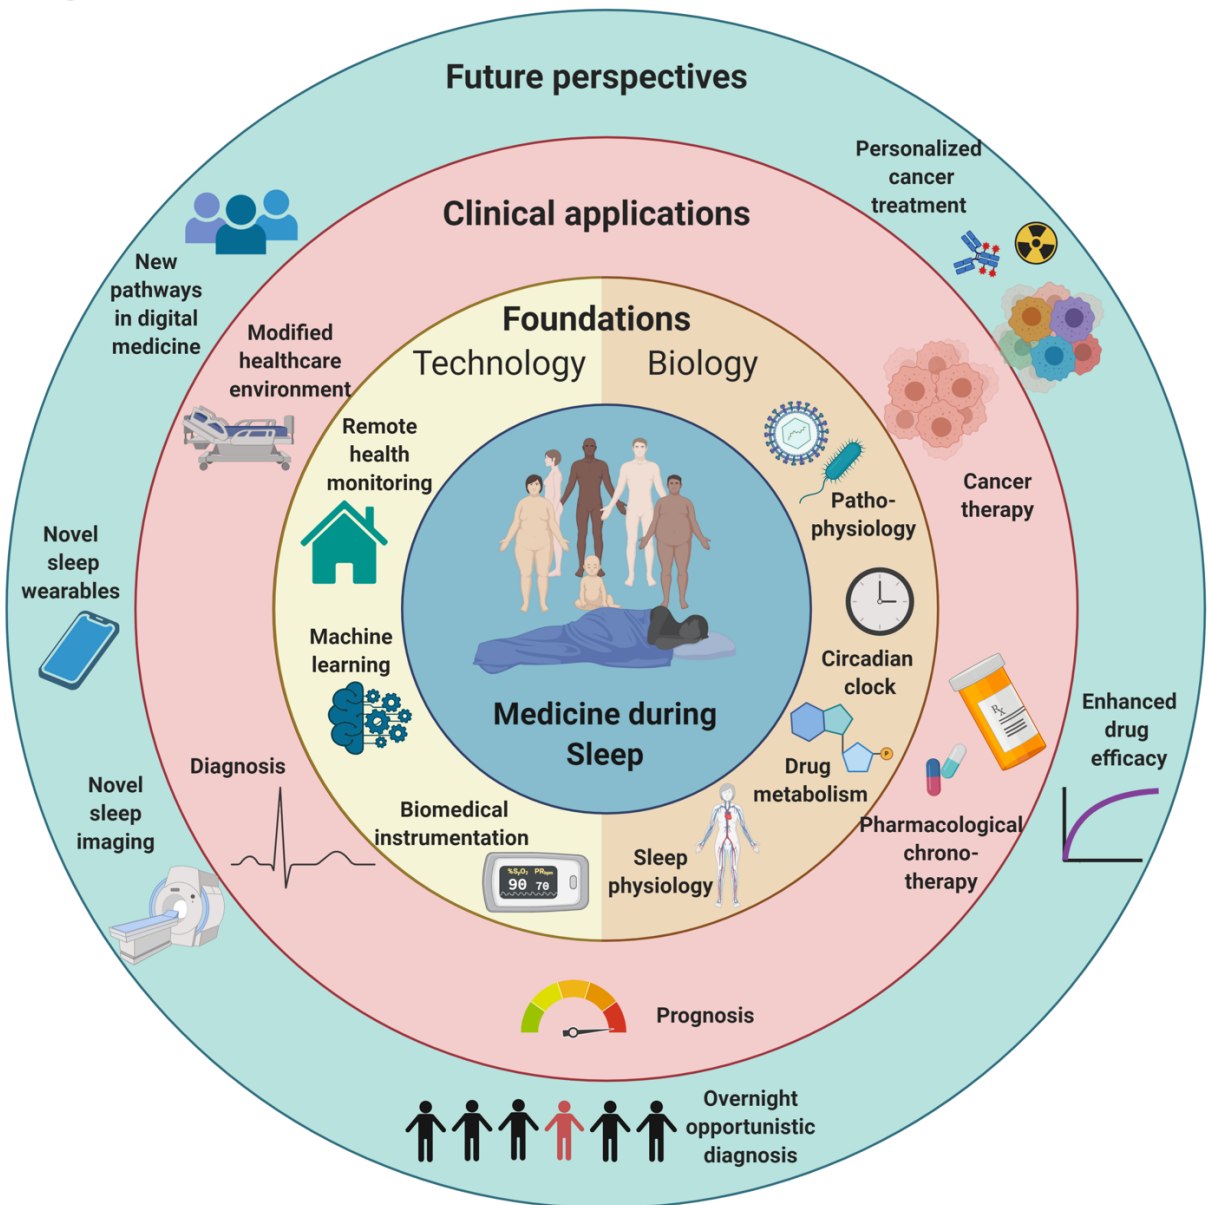 Future perspectives
Personalized
cancer
treatment
New
pathways
in digital
medicine
Novel
sleep
wearables
Novel
sleep
imaging
Enhanced
drug
efficacy
Overnight
opportunistic
diagnosis
Clinical applications
Modified
healthcare
environment
Cancer
therapy
Diagnosis
Pharmacological
chrono-
therapy
Prognosis
Rx
Foundations
Technology
Biology
Remote
health
monitoring
Machine
learning
Biomedical
instrumentation
%SpO2 PRbpm
90 70
Patho-
physiology
Circadian
clock
Drug
metabolism
P
Sleep
physiology
Medicine during
Sleep